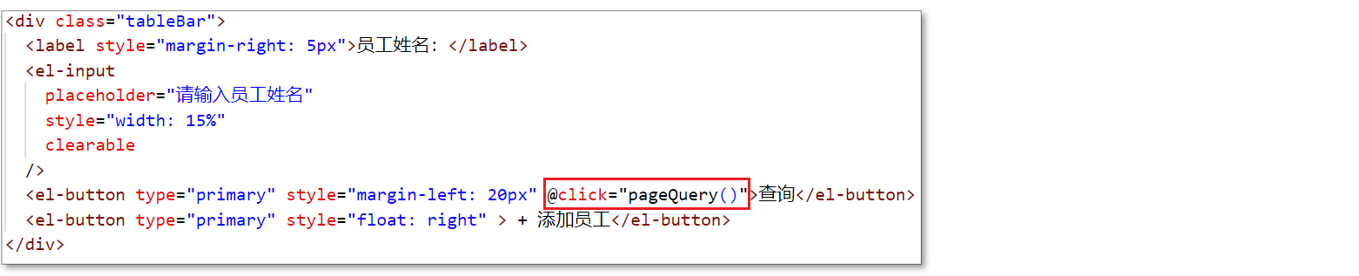 <div class="tableBar">
<label style="margin-right: 5px">员工姓名：</label>
<el-input
placeholder="请输入员工姓名"
style="width: 15%"
clearable
/>
<el-button type="primary" style="margin-left: 20px" @click="pageQuery()">查询</el-button>
<el-button type="primary" style="float: right" > + 添加员工</el-button>
</div>